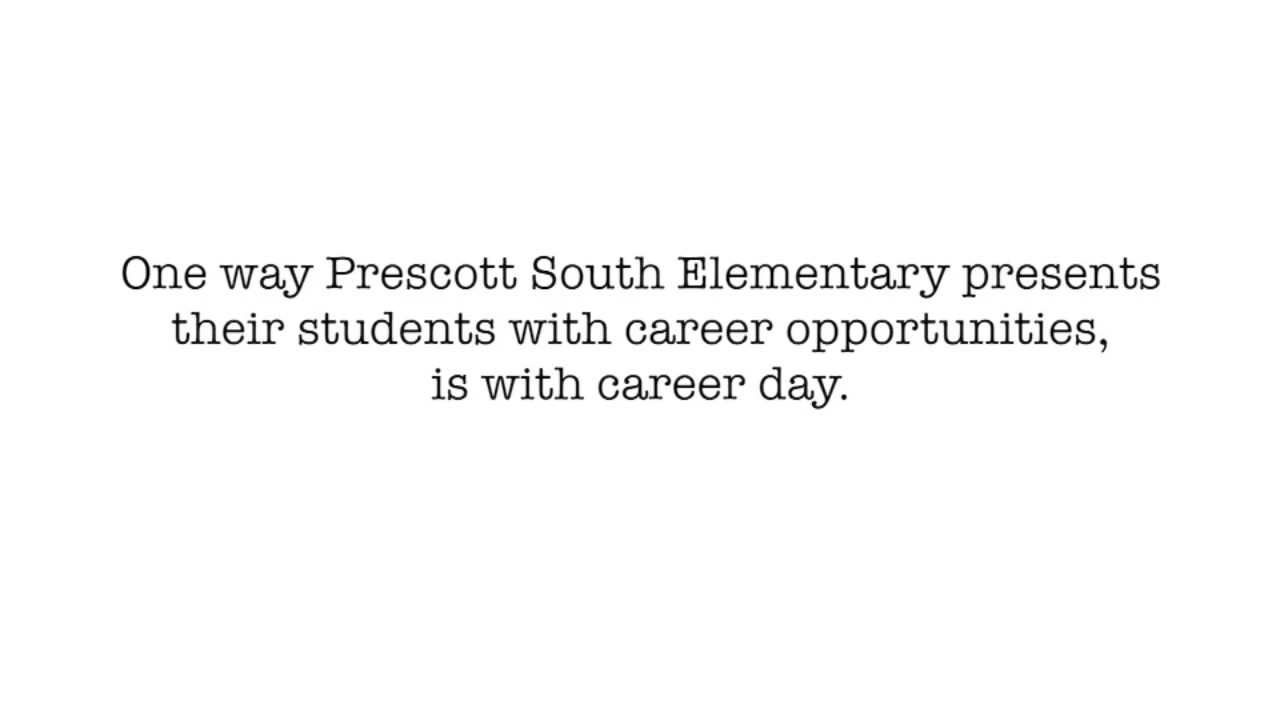 One way Prescott South Elementary presents
their students with career opportunities,
is with career day.